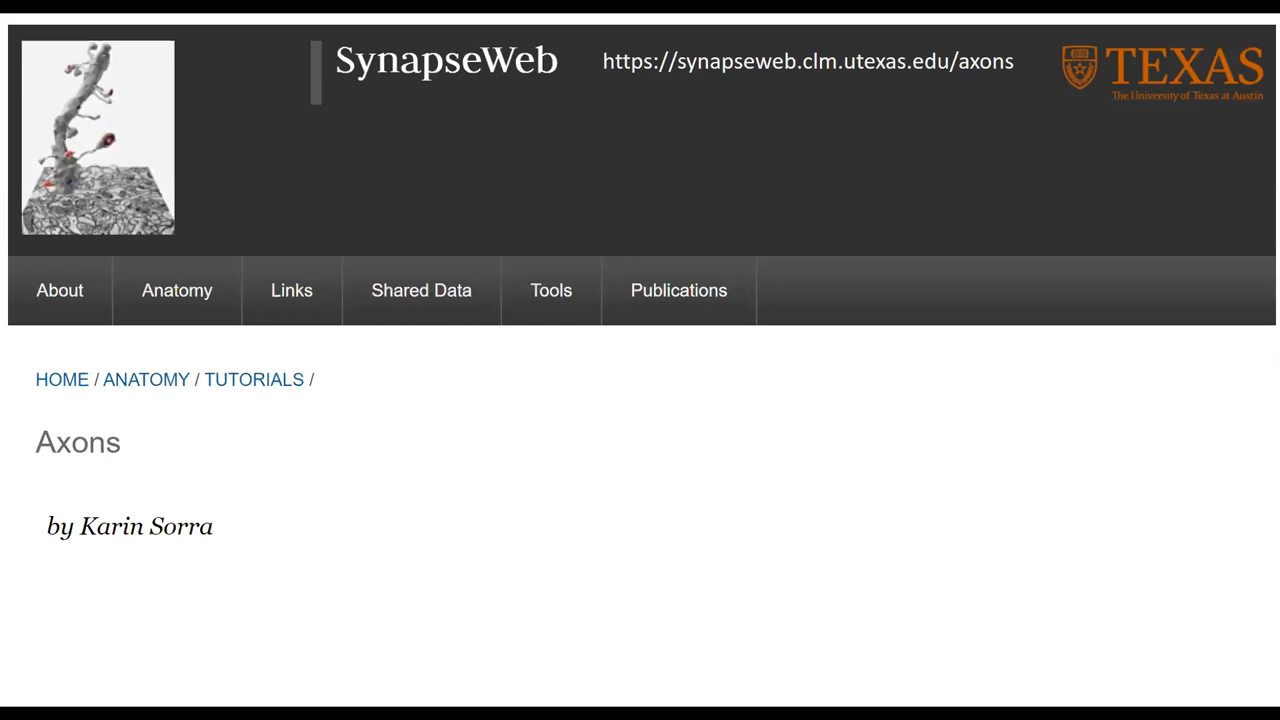 SynapseWeb
https://synapseweb.clm.utexas.edu/axons
TEXAS
The University of Texas at Austin
About
Anatomy
Links
Shared Data
Tools
Publications
HOME / ANATOMY / TUTORIALS /
Axons
by Karin Sorra